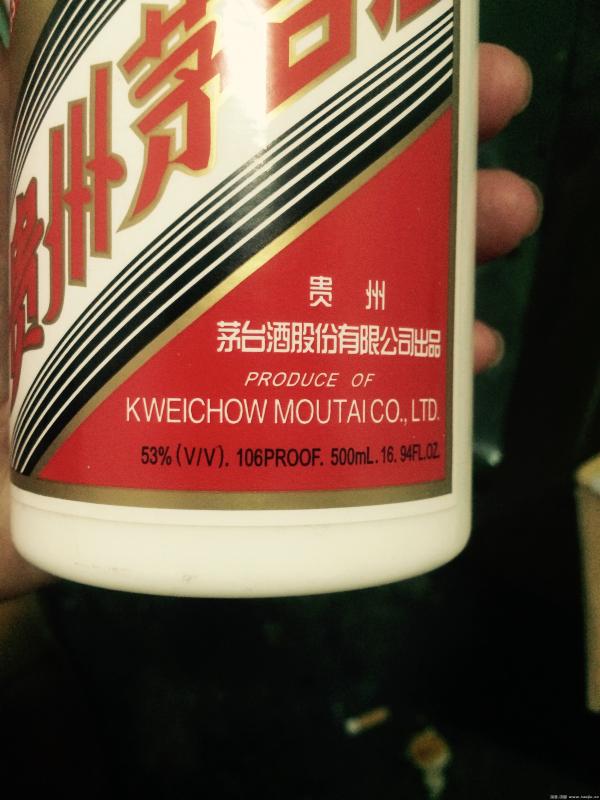 贵州茅台酒
贵 州
茅台酒股份有限公司出品
PRODUCE OF
KWEICHOW MOUTAI CO., LTD.
53% (V/V). 106PROOF. 500mL. 16. 94FL.OZ.